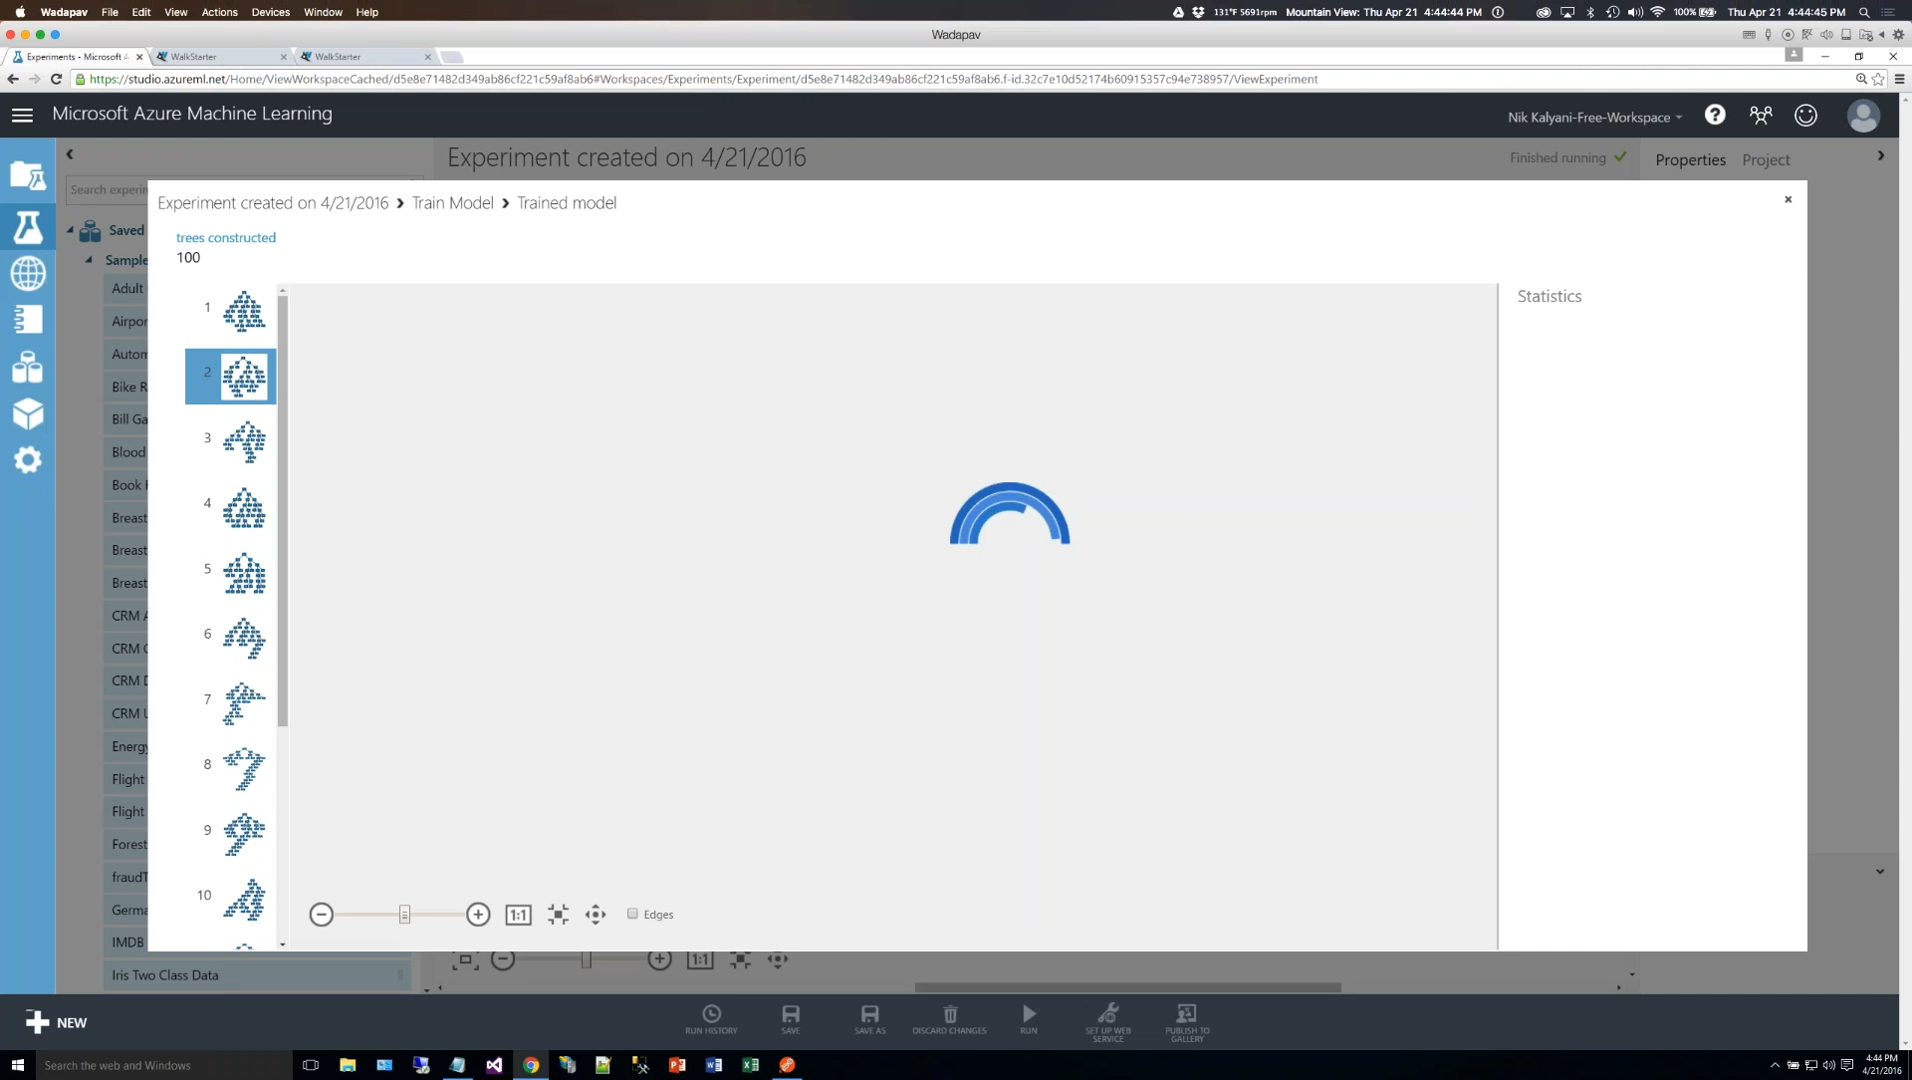 Wadapav File Edit View Actions Devices Window Help
131°F 5691rpm Mountain View: Thu Apr 21 4:44:44 PM 100% Thu Apr 21 4:44:45 PM
Wadapav
Experiments - Microsoft A WalkStarter WalkStarter
https://studio.azureml.net/Home/ViewWorkspaceCached/d5e8e71482d349ab86cf221c59af8ab6#Workspaces/Experiments/Experiment/d5e8e71482d349ab86cf221c59af8ab6.f-id.32c7e10d52174b60915357c94e738957/ViewExperiment
Microsoft Azure Machine Learning
Nik Kalyani-Free-Workspace
Experiment created on 4/21/2016
Finished running
Properties Project
Search experim
Experiment created on 4/21/2016 > Train Model > Trained model
trees constructed
100
Saved
Sample
Adult
Airpor
Autom
Bike R
Bill Ga
Blood
Book R
Breast
Breast
Breast
CRM A
CRM C
CRM D
CRM U
Energy
Flight
Flight
Forest
fraudT
Germa
IMDB
Iris Two Class Data
1
2
3
4
5
6
7
8
9
10
Statistics
1:1
Edges
1:1
NEW
RUN HISTORY
SAVE
SAVE AS
DISCARD CHANGES
RUN
SET UP WEB SERVICE
PUBLISH TO GALLERY
Search the web and Windows
4:44 PM
4/21/2016